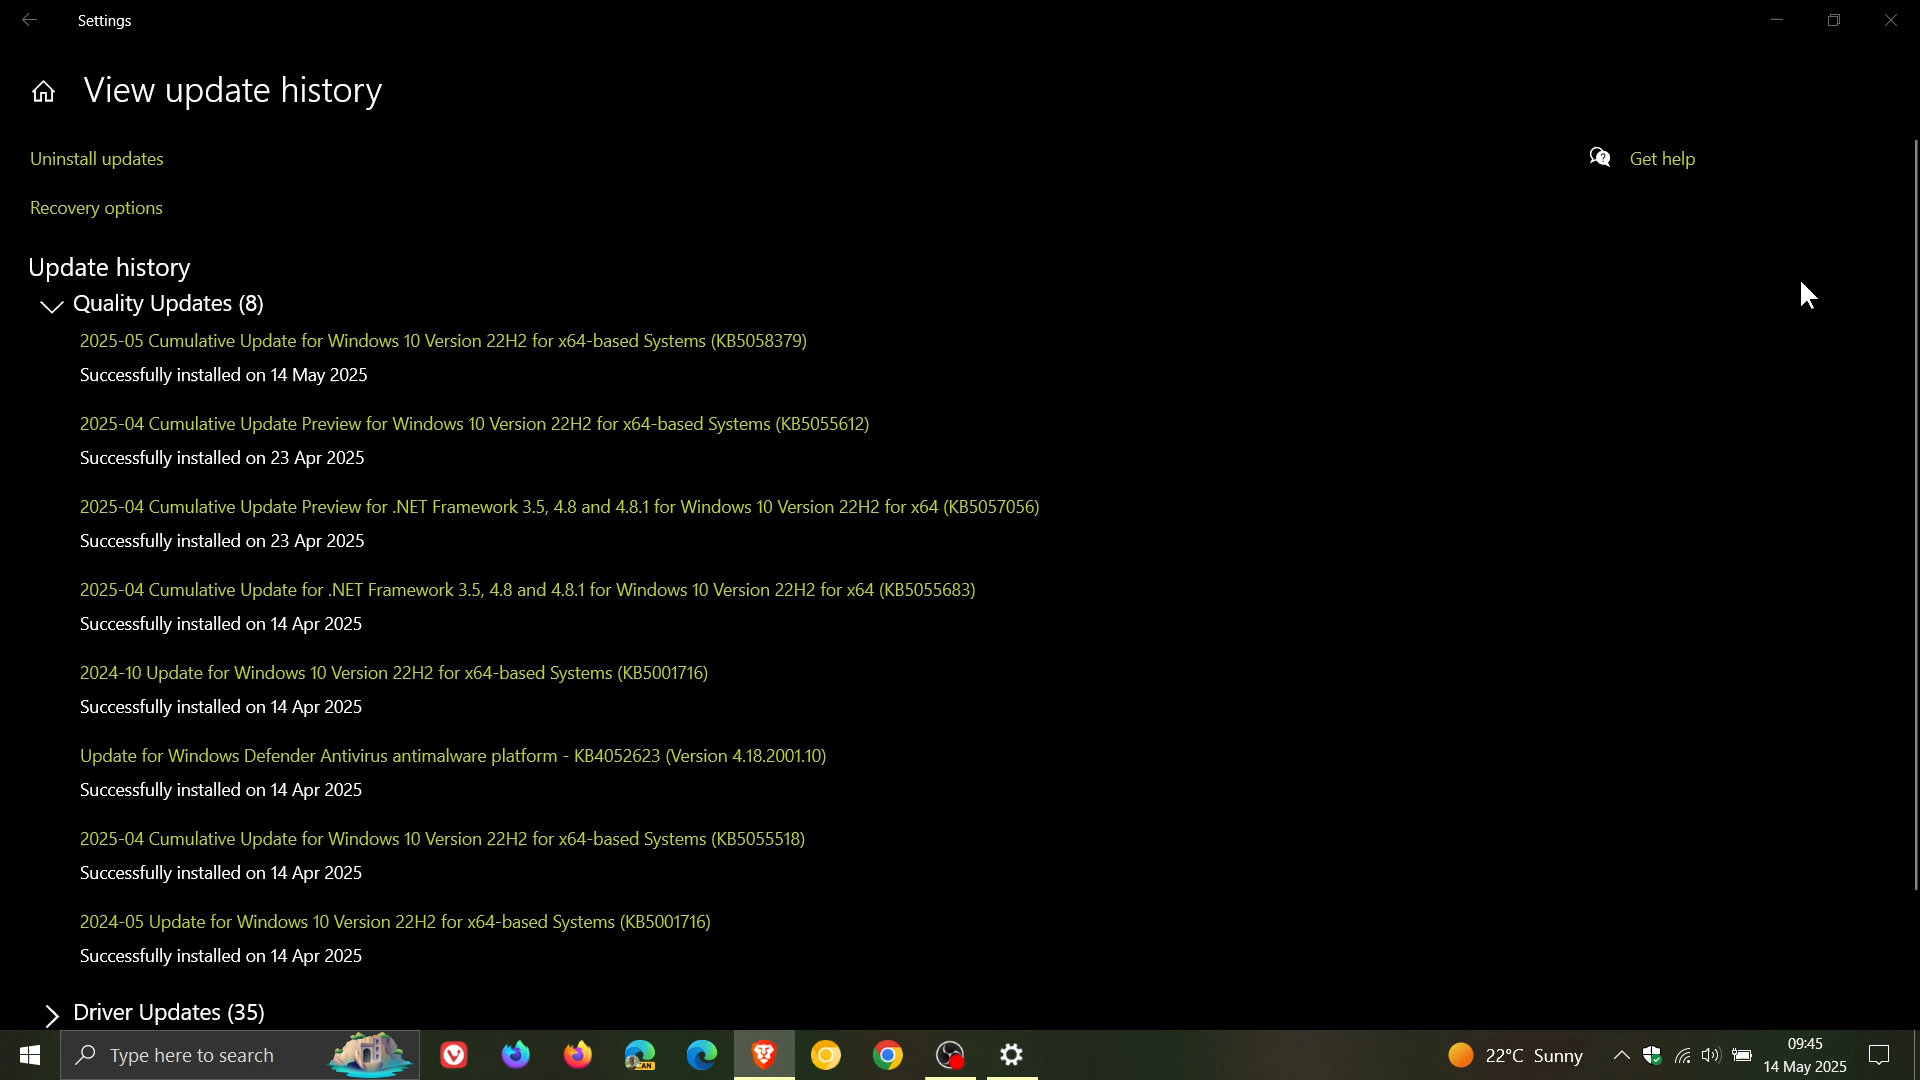 Settings
View update history
Uninstall updates
Get help
Recovery options
Update history
Quality Updates (8)
2025-05 Cumulative Update for Windows 10 Version 22H2 for x64-based Systems (KB5058379)
Successfully installed on 14 May 2025
2025-04 Cumulative Update Preview for Windows 10 Version 22H2 for x64-based Systems (KB5055612)
Successfully installed on 23 Apr 2025
2025-04 Cumulative Update Preview for .NET Framework 3.5, 4.8 and 4.8.1 for Windows 10 Version 22H2 for x64 (KB5057056)
Successfully installed on 23 Apr 2025
2025-04 Cumulative Update for .NET Framework 3.5, 4.8 and 4.8.1 for Windows 10 Version 22H2 for x64 (KB5055683)
Successfully installed on 14 Apr 2025
2024-10 Update for Windows 10 Version 22H2 for x64-based Systems (KB5001716)
Successfully installed on 14 Apr 2025
Update for Windows Defender Antivirus antimalware platform - KB4052623 (Version 4.18.2001.10)
Successfully installed on 14 Apr 2025
2025-04 Cumulative Update for Windows 10 Version 22H2 for x64-based Systems (KB5055518)
Successfully installed on 14 Apr 2025
2024-05 Update for Windows 10 Version 22H2 for x64-based Systems (KB5001716)
Successfully installed on 14 Apr 2025
Driver Updates (35)
Type here to search
CAN
22°C Sunny
09:45
14 May 2025